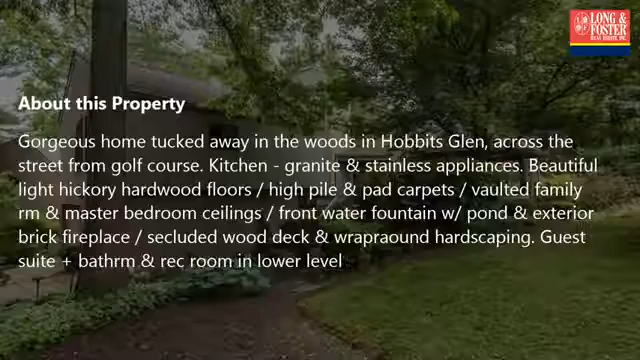 LONG &
FOSTER
REAL ESTATE, INC.
About this Property
Gorgeous home tucked away in the woods in Hobbits Glen, across the
street from golf course. Kitchen - granite & stainless appliances. Beautiful
light hickory hardwood floors / high pile & pad carpets / vaulted family
rm & master bedroom ceilings / front water fountain w/ pond & exterior
brick fireplace / secluded wood deck & wrapraound hardscaping. Guest
suite + bathrm & rec room in lower level